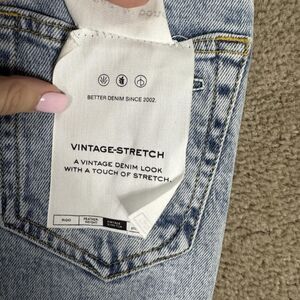 BETTER DENIM SINCE 2002.
VINTAGE-STRETCH
A VINTAGE DENIM LOOK
WITH A TOUCH OF STRETCH.